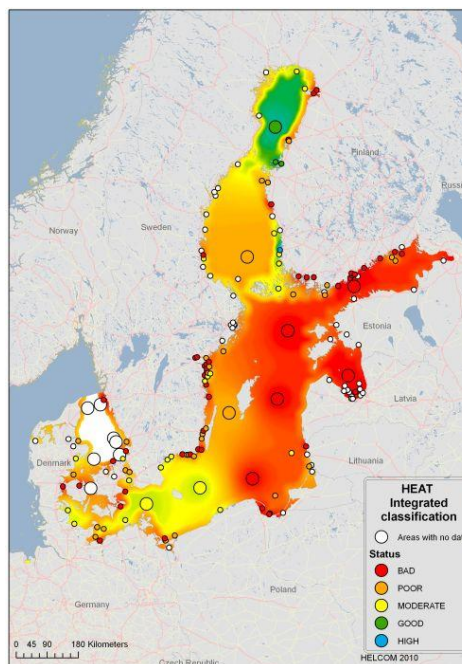 Finland
Russ
Norway
Sweden
Estonia
Latvia
Denmark
Lithuania
HEAT
Integrated
classification
Areas with no dat
Status
BAD
POOR
MODERATE
GOOD
HIGH
Poland
Germany
0 45 90 180 Kilometers
Czech Republic
HELCOM 2010